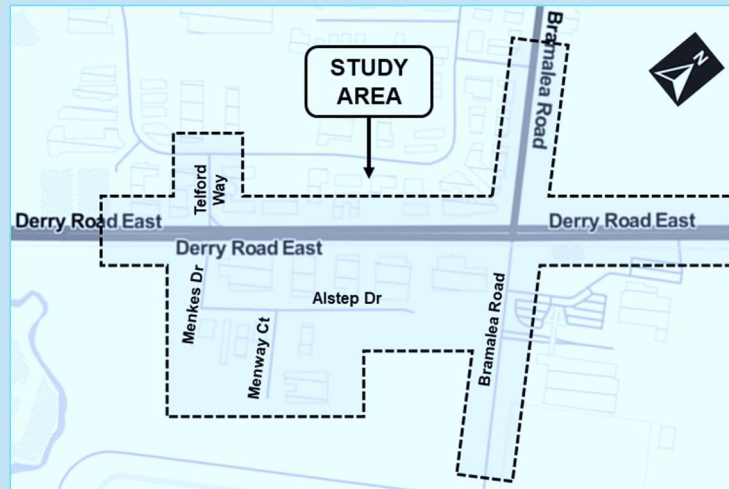 Bramalea Road
N
STUDY
AREA
Telford
Way
Derry Road East
Derry Road East
Derry Road East
Menkes Dr
Alstep Dr
Menway Ct
Bramalea Road